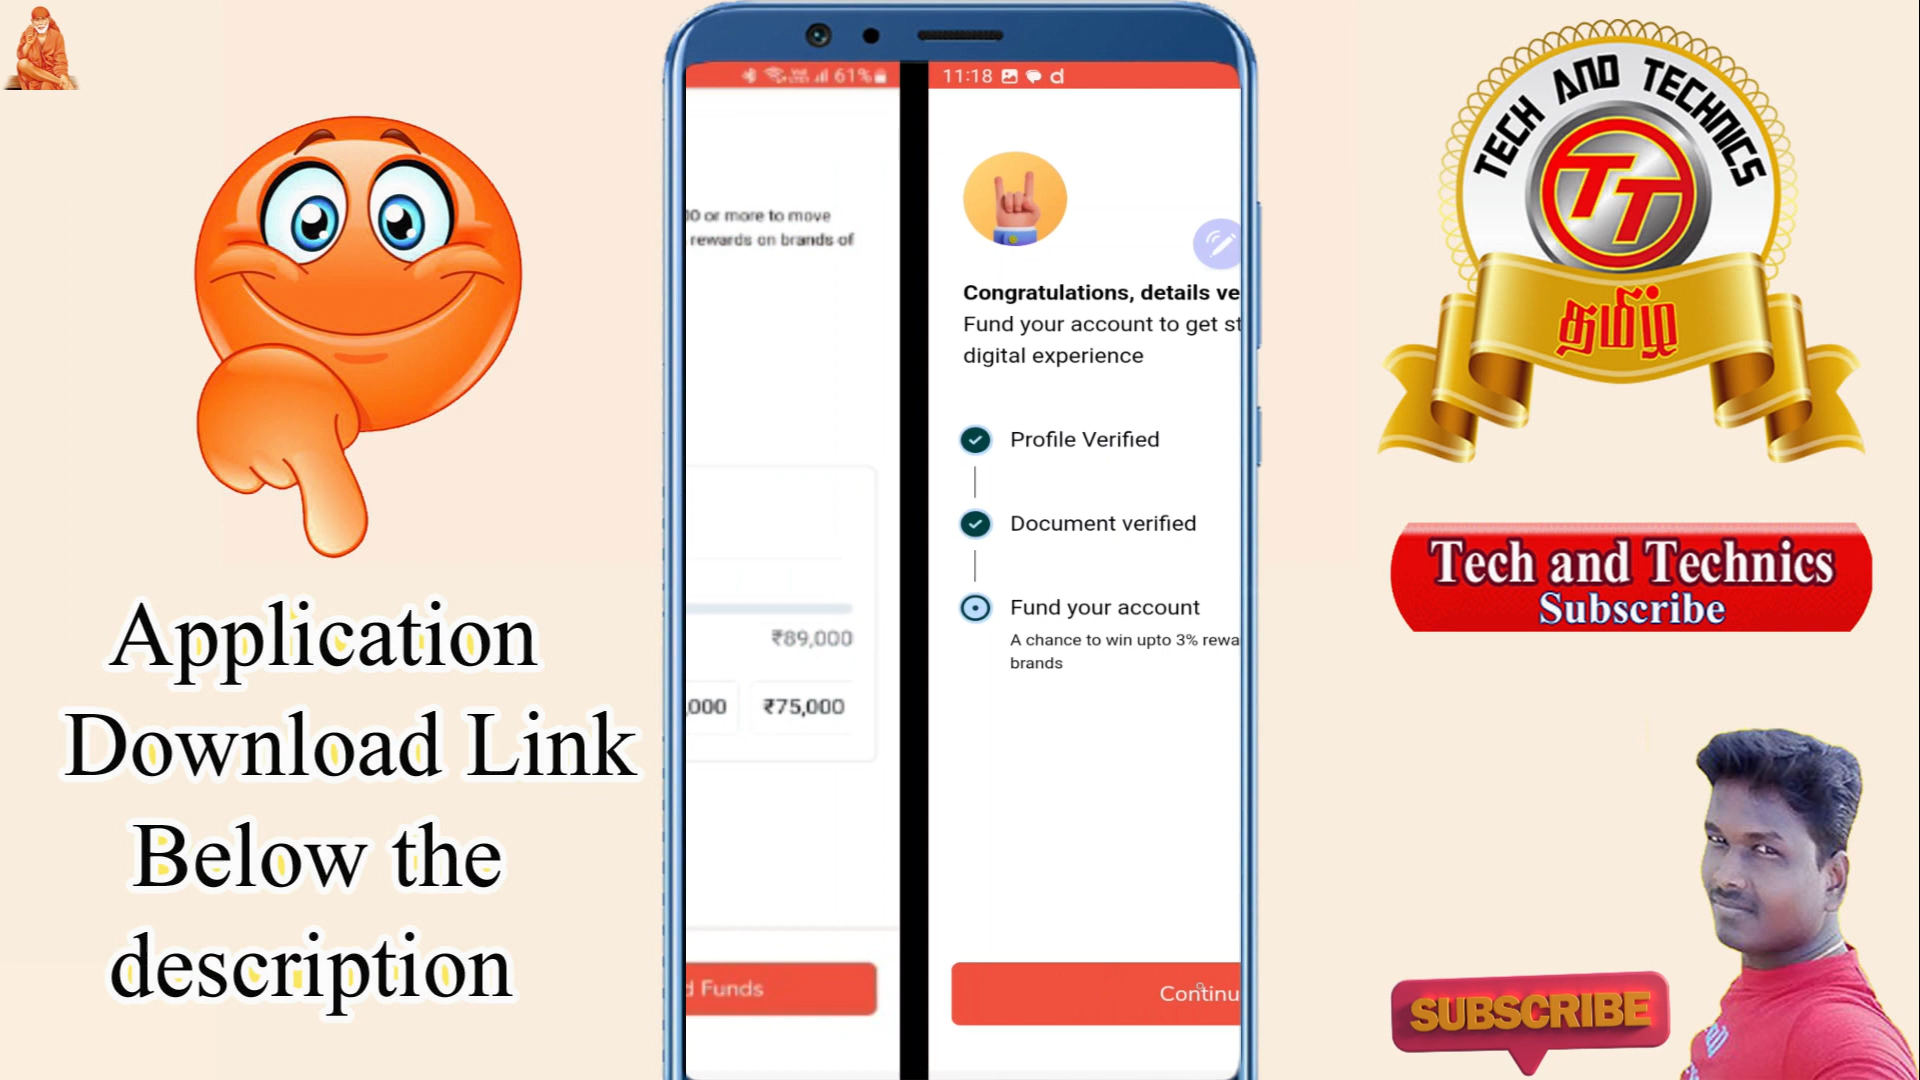 Application
Download Link
Below the
description
61%
00 or more to move
rewards on brands of
₹89,000
,000
₹75,000
d Funds
11:18
Congratulations, details ve
Fund your account to get st
digital experience
Profile Verified
Document verified
Fund your account
A chance to win upto 3% rewa
brands
Continu
TECH AND TECHNICS
TT
தமிழ்
Tech and Technics
Subscribe
SUBSCRIBE